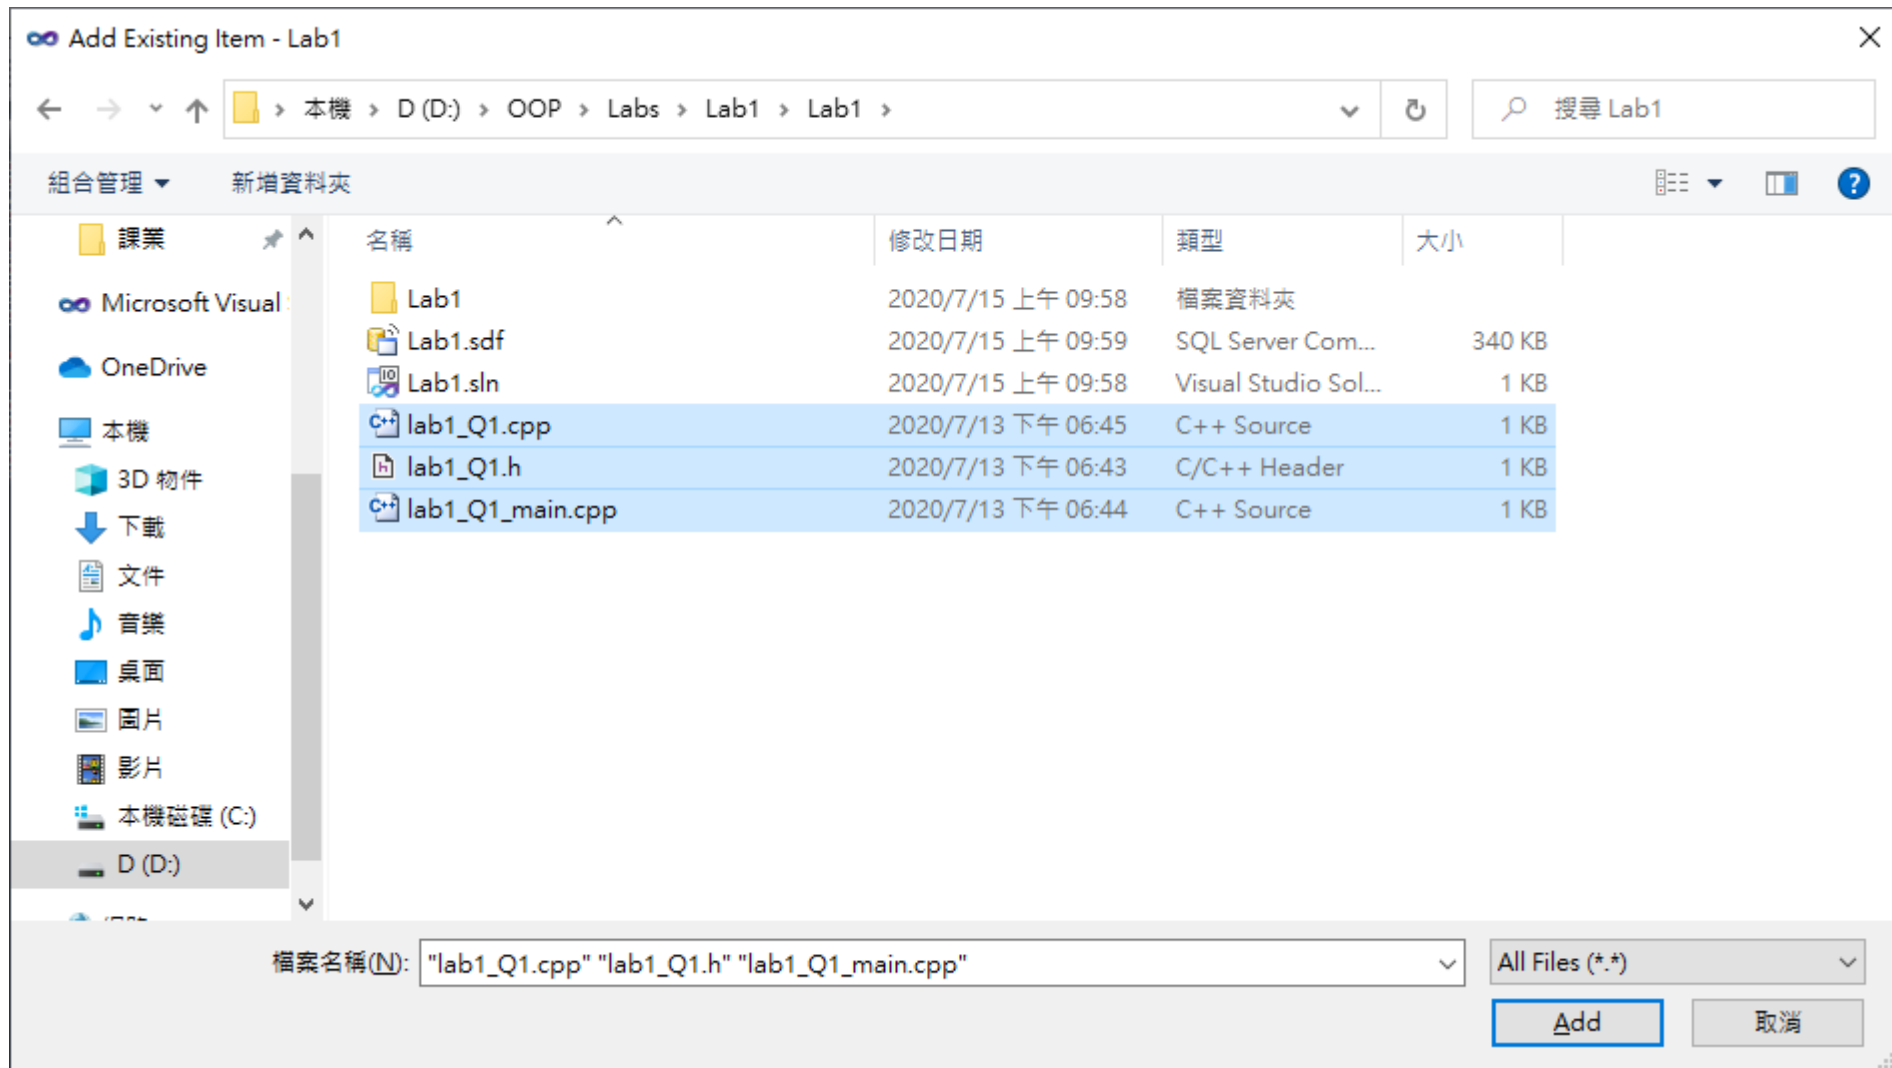 Add Existing Item - Lab1
本機 > D (D:) > OOP > Labs > Lab1 > Lab1 >
搜尋 Lab1
組合管理 新增資料夾
課業
Microsoft Visual
OneDrive
本機
3D 物件
下載
文件
音樂
桌面
圖片
影片
本機磁碟 (C:)
D (D:)
名稱 修改日期 類型 大小
Lab1 2020/7/15 上午 09:58 檔案資料夾
Lab1.sdf 2020/7/15 上午 09:59 SQL Server Com... 340 KB
Lab1.sln 2020/7/15 上午 09:58 Visual Studio Sol... 1 KB
lab1_Q1.cpp 2020/7/13 下午 06:45 C++ Source 1 KB
lab1_Q1.h 2020/7/13 下午 06:43 C/C++ Header 1 KB
lab1_Q1_main.cpp 2020/7/13 下午 06:44 C++ Source 1 KB
檔案名稱(N): "lab1_Q1.cpp" "lab1_Q1.h" "lab1_Q1_main.cpp"
All Files (*.*)
Add 取消